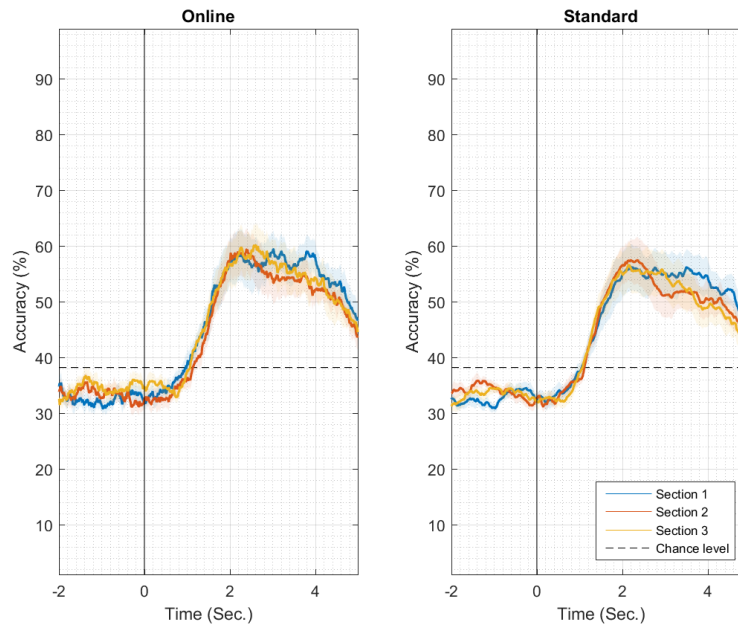 Online
Accuracy (%)
90
80
70
60
50
40
30
20
10
-2
0
2
4
Time (Sec.)
Standard
Accuracy (%)
90
80
70
60
50
40
30
20
10
-2
0
2
4
Time (Sec.)
Section 1
Section 2
Section 3
Chance level